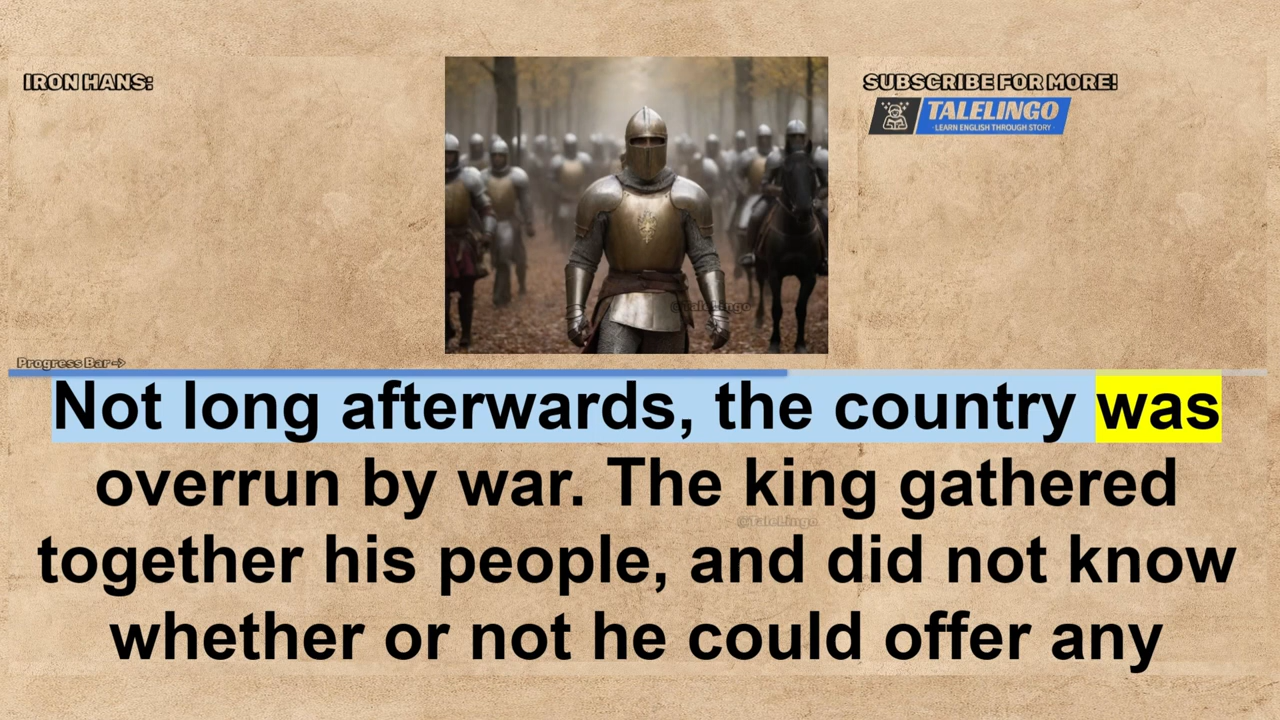 IRON HANS:
SUBSCRIBE FOR MORE!
TALELINGO
· LEARN ENGLISH THROUGH STORY ·
@TaleLingo
Progress Bar->
Not long afterwards, the country was
overrun by war. The king gathered
@TaleLingo
together his people, and did not know
whether or not he could offer any